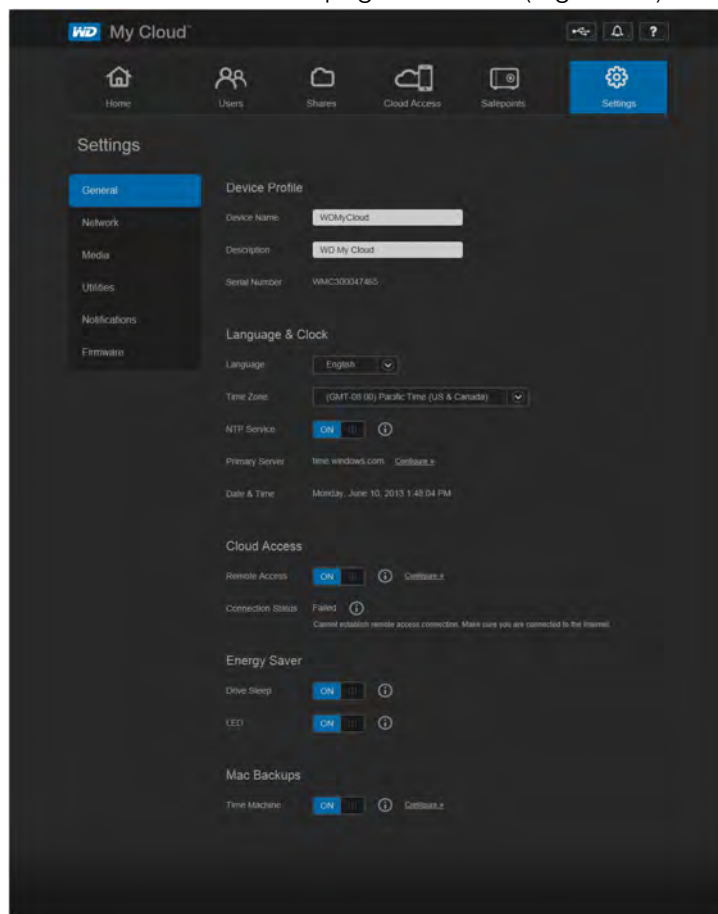 WD My Cloud™
?
Home Users Shares Cloud Access Safepoints Settings
Settings
General
Network
Media
Utilities
Notifications
Firmware
Device Profile
Device Name WDMyCloud
Description WD My Cloud
Serial Number WMC300047465
Language & Clock
Language English
Time Zone (GMT-08:00) Pacific Time (US & Canada)
NTP Service ON
Primary Server time.windows.com Configure »
Date & Time Monday, June 10, 2013 1:48:04 PM
Cloud Access
Remote Access ON Configure »
Connection Status Failed
Cannot establish remote access connection. Make sure you are connected to the Internet.
Energy Saver
Drive Sleep ON
LED ON
Mac Backups
Time Machine ON Configure »